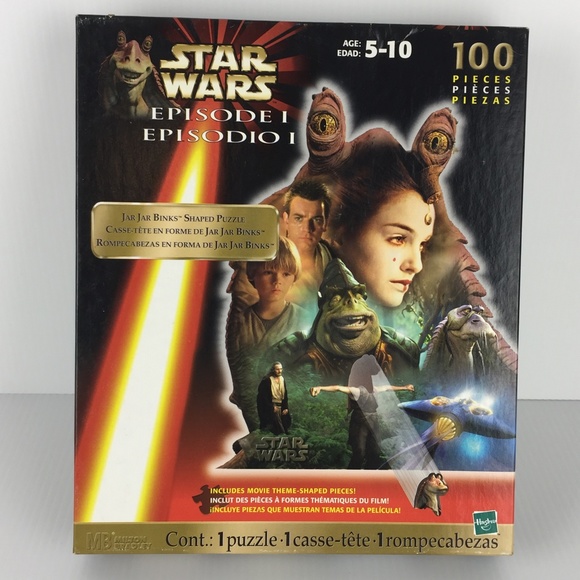 STAR
WARS
EPISODE I
EPISODIO I
AGE:
EDAD: 5-10
100
PIECES
PIÈCES
PIEZAS
JAR JAR BINKS™ SHAPED PUZZLE
CASSE-TÊTE EN FORME DE JAR JAR BINKS™
ROMPECABEZAS EN FORMA DE JAR JAR BINKS™
STAR
WARS
INCLUDES MOVIE THEME-SHAPED PIECES!
INCLUT DES PIÈCES À FORMES THÉMATIQUES DU FILM!
¡INCLUYE PIEZAS QUE MUESTRAN TEMAS DE LA PELÍCULA!
MB MILTON
BRADLEY
Cont.: 1 puzzle · 1 casse-tête · 1 rompecabezas
Hasbro